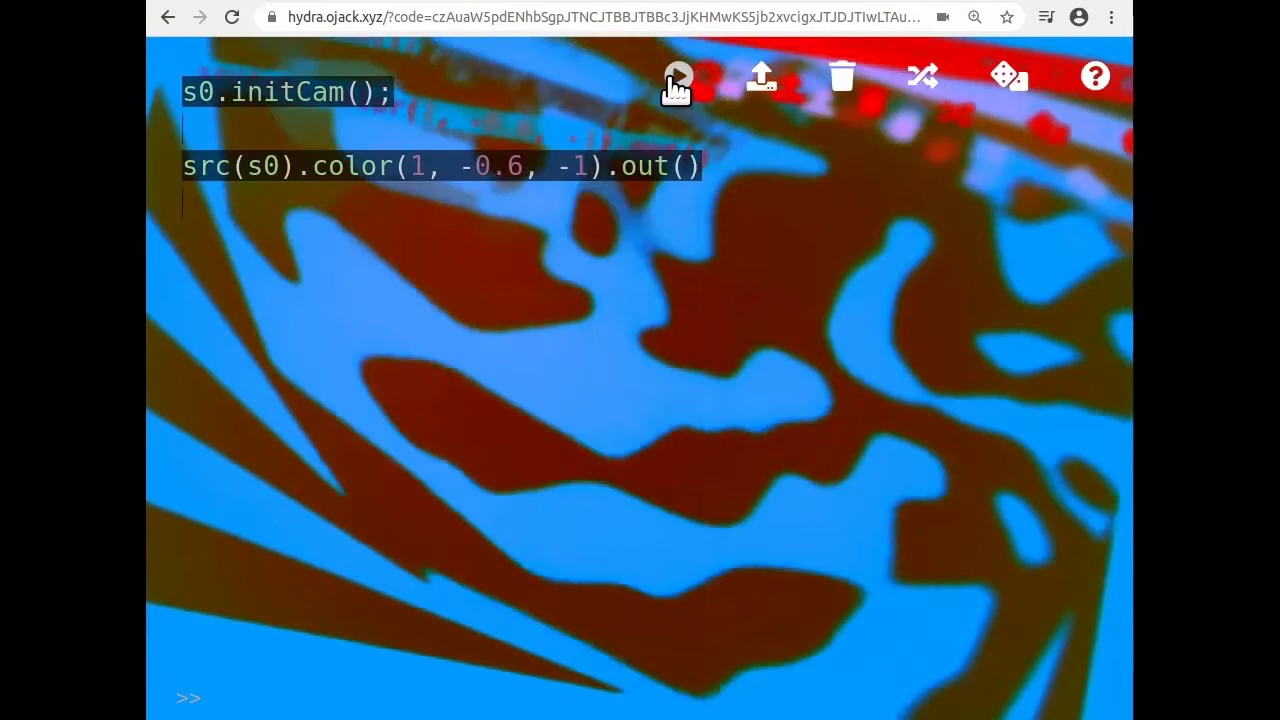 hydra.ojack.xyz/?code=czAuaW5pdENhbSgpJTNCJTBBJTBBc3JjKHMwKS5jb2xvcigxJTJDJTIwLTAu...
s0.initCam();
src(s0).color(1, -0.6, -1).out()
>>